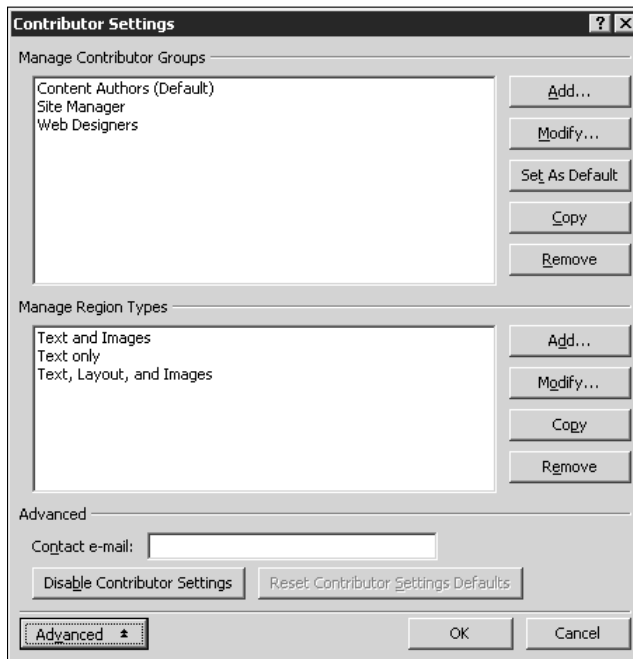 Contributor Settings
Manage Contributor Groups
Content Authors (Default)
Site Manager
Web Designers
Add...
Modify...
Set As Default
Copy
Remove
Manage Region Types
Text and Images
Text only
Text, Layout, and Images
Add...
Modify...
Copy
Remove
Advanced
Contact e-mail:
Disable Contributor Settings
Reset Contributor Settings Defaults
Advanced
OK
Cancel